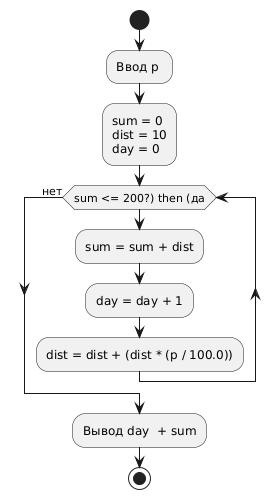 Ввод p
sum = 0
dist = 10
day = 0
нет
sum <= 200?) then (да
sum = sum + dist
day = day + 1
dist = dist + (dist * (p / 100.0))
Вывод day  + sum